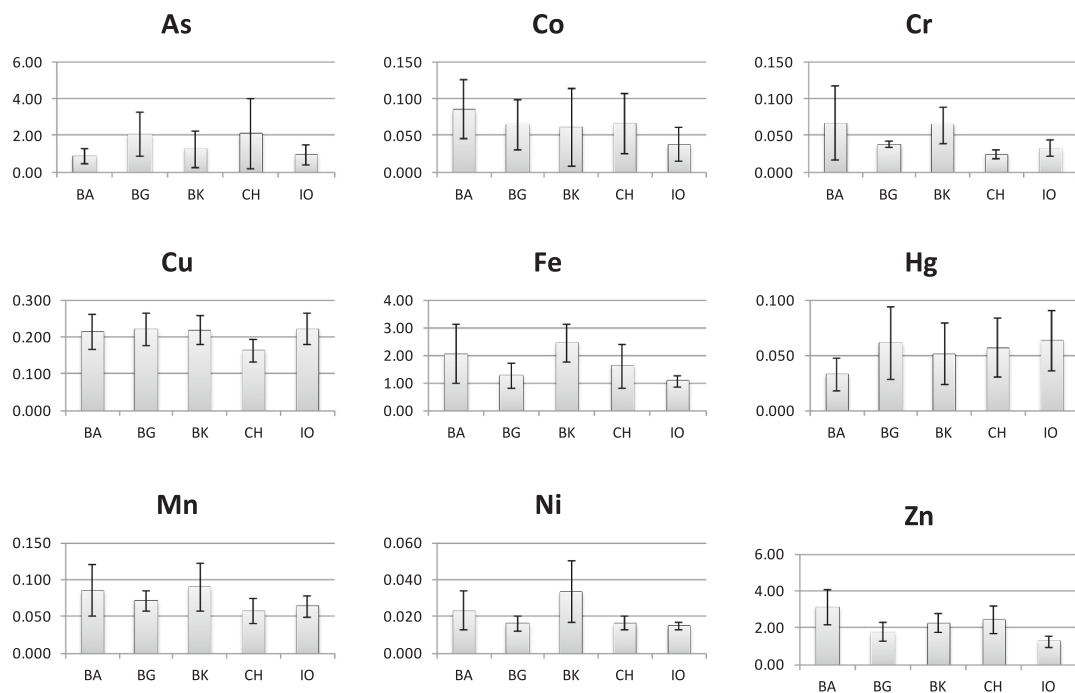 As
6.00
4.00
2.00
0.00
BA BG BK CH IO
Co
0.150
0.100
0.050
0.000
BA BG BK CH IO
Cr
0.150
0.100
0.050
0.000
BA BG BK CH IO
Cu
0.300
0.200
0.100
0.000
BA BG BK CH IO
Fe
4.00
3.00
2.00
1.00
0.00
BA BG BK CH IO
Hg
0.100
0.050
0.000
BA BG BK CH IO
Mn
0.150
0.100
0.050
0.000
BA BG BK CH IO
Ni
0.060
0.040
0.020
0.000
BA BG BK CH IO
Zn
6.00
4.00
2.00
0.00
BA BG BK CH IO